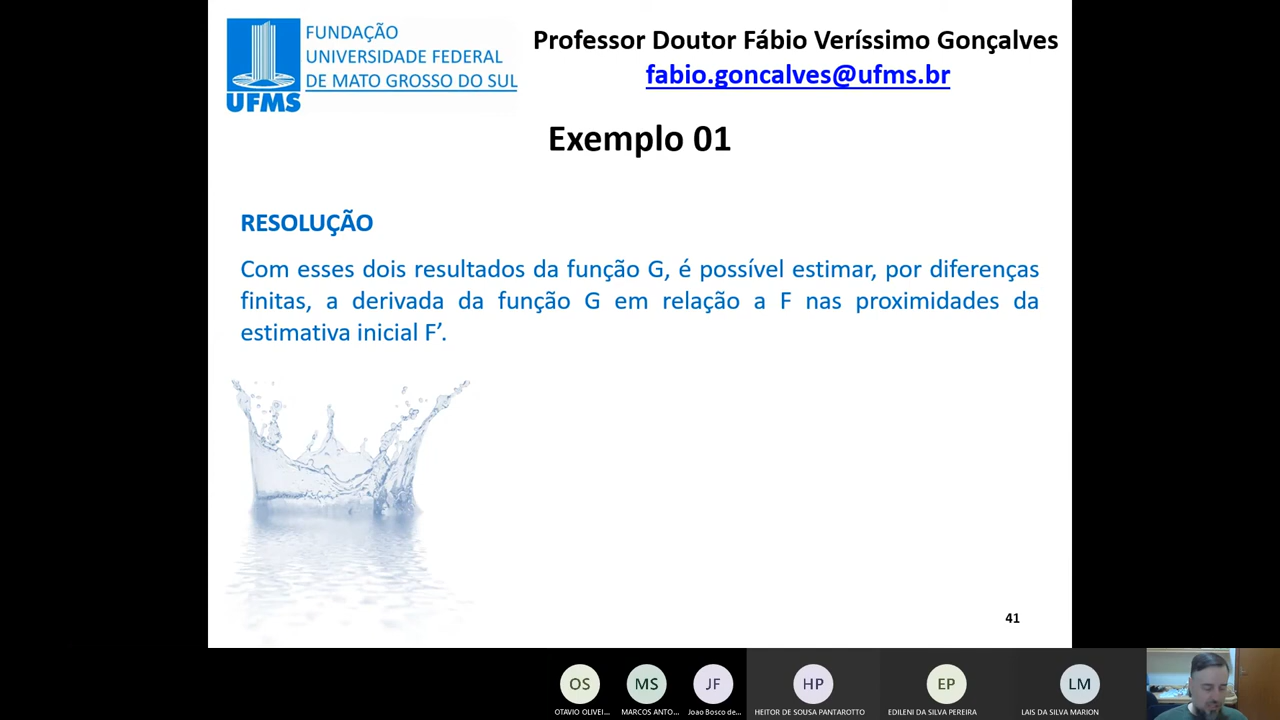 FUNDAÇÃO
UNIVERSIDADE FEDERAL
DE MATO GROSSO DO SUL
UFMS
Professor Doutor Fábio Veríssimo Gonçalves
fabio.goncalves@ufms.br
Exemplo 01
RESOLUÇÃO
Com esses dois resultados da função G, é possível estimar, por diferenças
finitas, a derivada da função G em relação a F nas proximidades da
estimativa inicial F’.
41
OS
MS
JF
HP
EP
LM
OTAVIO OLIVEI...
MARCOS ANTO...
Joao Bosco de...
HEITOR DE SOUSA PANTAROTTO
EDILENI DA SILVA PEREIRA
LAIS DA SILVA MARION